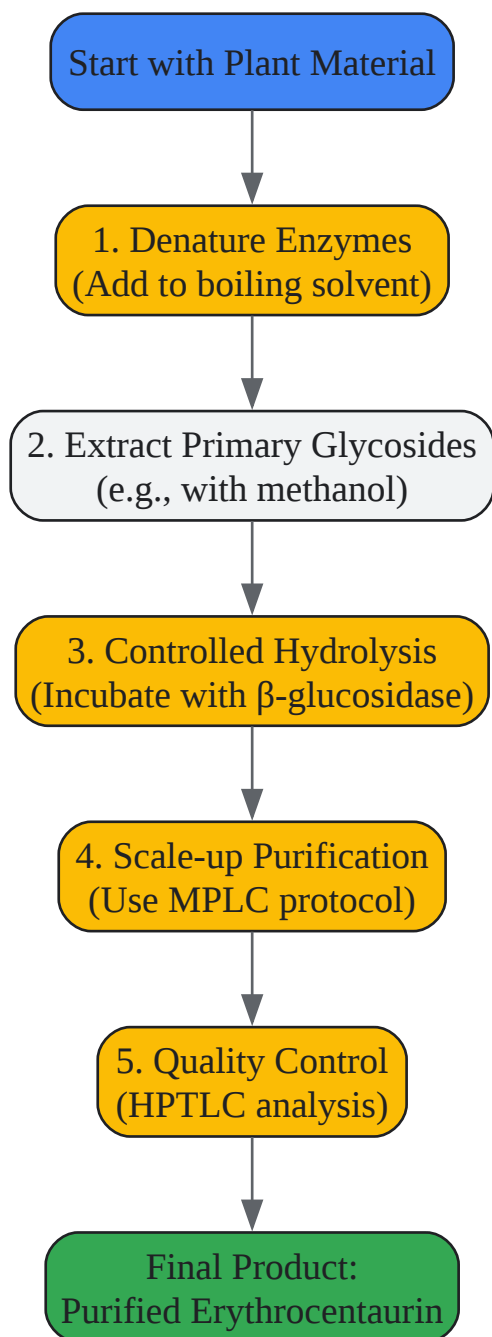 Start with Plant Material
1. Denature Enzymes
(Add to boiling solvent)
2. Extract Primary Glycosides
(e.g., with methanol)
3. Controlled Hydrolysis
(Incubate with β-glucosidase)
4. Scale-up Purification
(Use MPLC protocol)
5. Quality Control
(HPTLC analysis)
Final Product:
Purified Erythrocentaurin